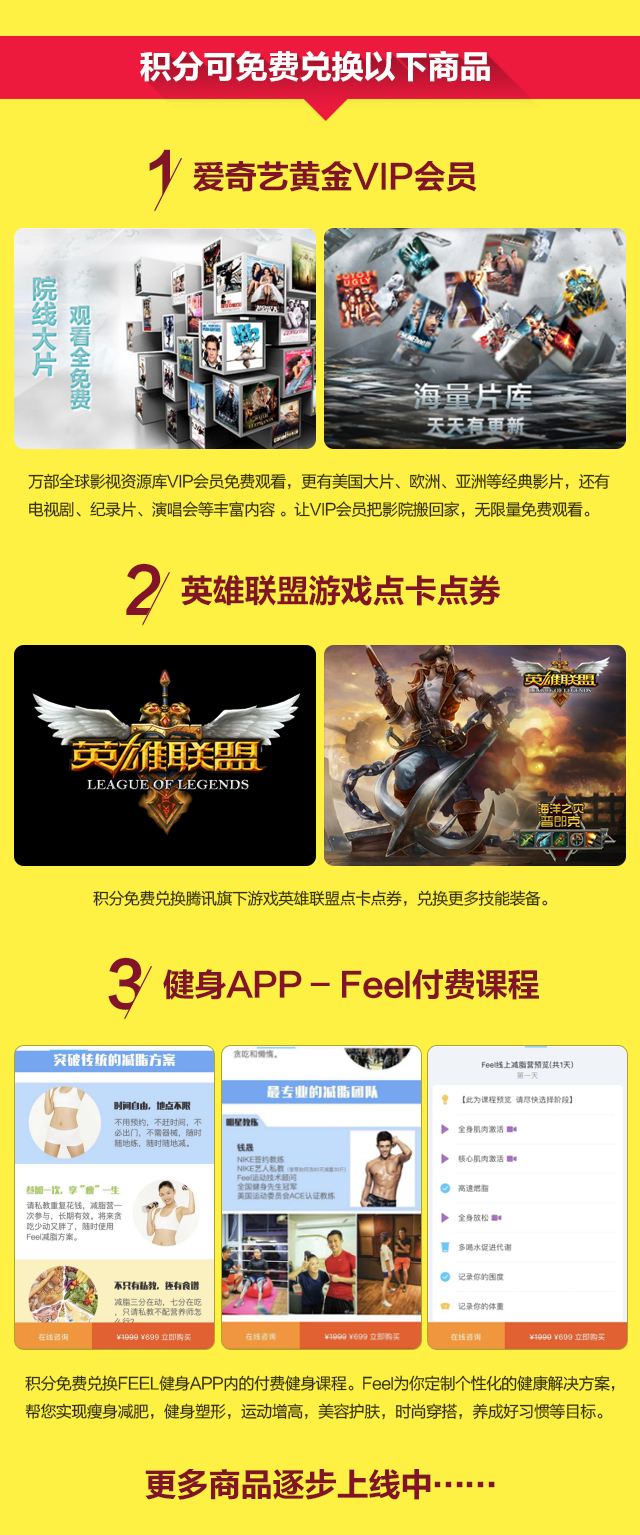 积分可免费兑换以下商品
1 爱奇艺黄金VIP会员
院线大片
观看全免费
COYOTE UGLY
海量片库
天天有更新
万部全球影视资源库VIP会员免费观看，更有美国大片、欧洲、亚洲等经典影片，还有
电视剧、纪录片、演唱会等丰富内容 。让VIP会员把影院搬回家，无限量免费观看。
2 英雄联盟游戏点卡点券
英雄联盟
LEAGUE OF LEGENDS
英雄联盟
LEAGUE OF LEGENDS
海洋之灾
普朗克
积分免费兑换腾讯旗下游戏英雄联盟点卡点券，兑换更多技能装备。
3 健身APP – Feel付费课程
突破传统的减脂方案
时间自由，地点不限
不用预约，不赶时间，不
必出门，不需器械，随时
随地练，随时随地减。
参加一次，享“瘦”一生
请私教重复花钱，减脂营一
次参与，长期有效。将来贪
吃少动又胖了，随时使用
Feel减脂方案。
不只有私教，还有食谱
减脂三分在动，七分在吃
，只请私教不配营养师怎
么行？
在线咨询
¥1999 ¥699 立即购买
贪吃和懒惰。
最专业的减脂团队
明星教练
钱晟
NIKE签约教练
NIKE艺人私教
Feel运动技术顾问
全国健身先生冠军
美国运动委员会ACE认证教练
在线咨询
¥1999 ¥699 立即购买
Feel线上减脂营预览(共1天)
第一天
【此为课程预览 请尽快选择阶段】
全身肌肉激活
核心肌肉激活
高速燃脂
全身放松
多喝水促进代谢
记录你的围度
记录你的体重
在线咨询
¥1999 ¥699 立即购买
积分免费兑换FEEL健身APP内的付费健身课程。Feel为你定制个性化的健康解决方案，
帮您实现瘦身减肥，健身塑形，运动增高，美容护肤，时尚穿搭，养成好习惯等目标。
更多商品逐步上线中……